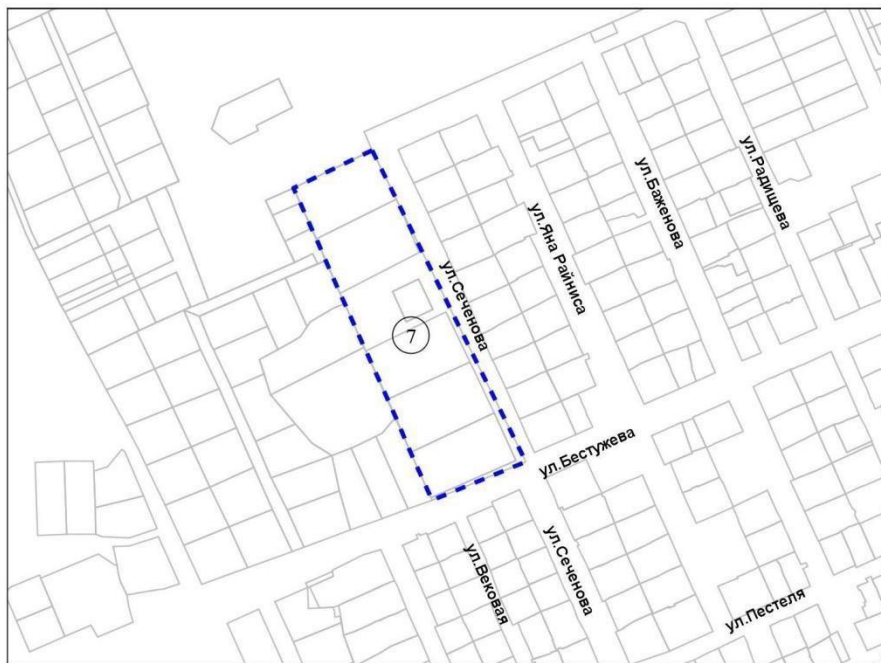 ул.Радищева
ул.Баженова
ул.Яна Райниса
ул.Сеченова
7
ул.Бестужева
ул.Сеченова
ул.Вековая
ул.Пестеля